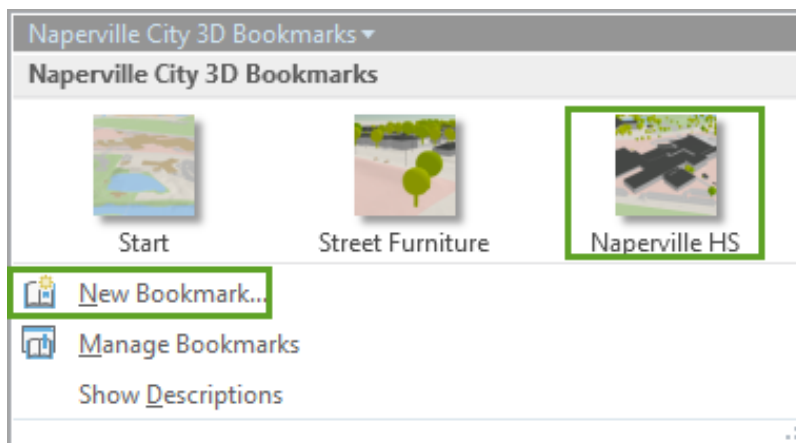 Naperville City 3D Bookmarks
Naperville City 3D Bookmarks
Start
Street Furniture
Naperville HS
New Bookmark...
Manage Bookmarks
Show Descriptions